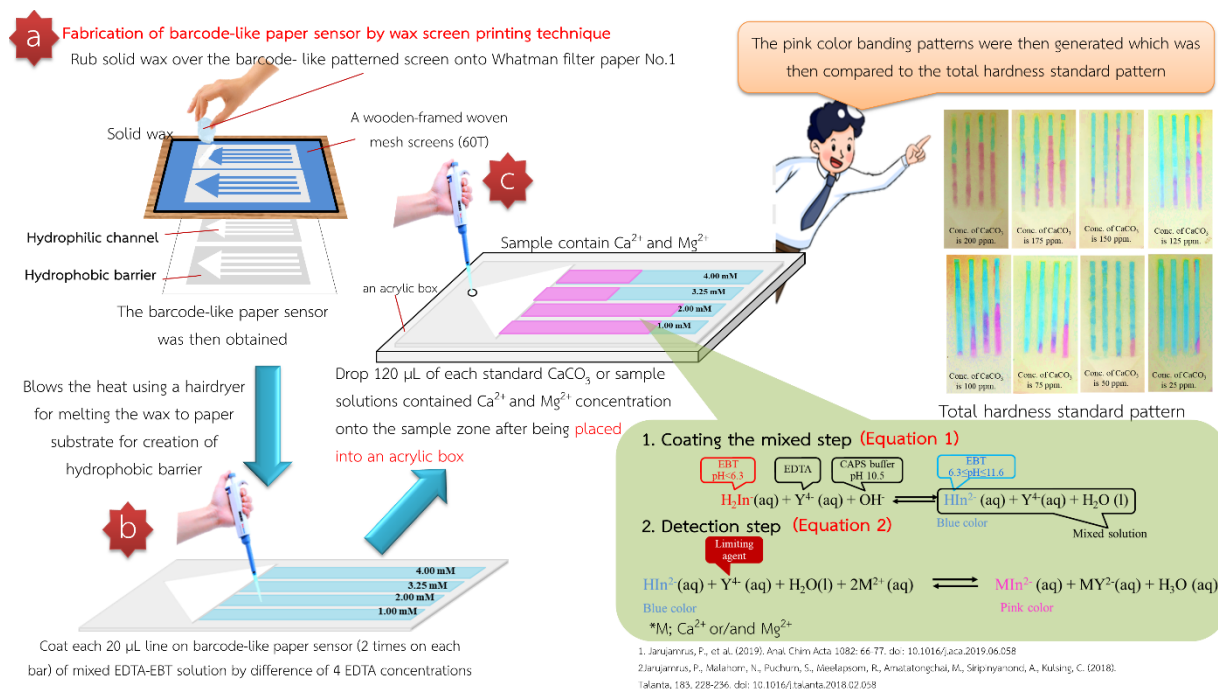 a
Fabrication of barcode-like paper sensor by wax screen printing technique
Rub solid wax over the barcode- like patterned screen onto Whatman filter paper No.1
Solid wax
A wooden-framed woven
mesh screens (60T)
Hydrophilic channel
Hydrophobic barrier
The barcode-like paper sensor
was then obtained
Blows the heat using a hairdryer
for melting the wax to paper
substrate for creation of
hydrophobic barrier
b
4.00 mM
3.25 mM
2.00 mM
1.00 mM
Coat each 20 µL line on barcode-like paper sensor (2 times on each
bar) of mixed EDTA-EBT solution by difference of 4 EDTA concentrations
c
Sample contain Ca²⁺ and Mg²⁺
an acrylic box
4.00 mM
3.25 mM
2.00 mM
1.00 mM
Drop 120 µL of each standard CaCO₃ or sample
solutions contained Ca²⁺ and Mg²⁺ concentration
onto the sample zone after being placed
into an acrylic box
The pink color banding patterns were then generated which was
then compared to the total hardness standard pattern
Conc. of CaCO₃
is 200 ppm.
Conc. of CaCO₃
is 175 ppm.
Conc. of CaCO₃
is 150 ppm.
Conc. of CaCO₃
is 125 ppm.
Conc. of CaCO₃
is 100 ppm.
Conc. of CaCO₃
is 75 ppm.
Conc. of CaCO₃
is 50 ppm.
Conc. of CaCO₃
is 25 ppm.
Total hardness standard pattern
1. Coating the mixed step (Equation 1)
EBT
pH<6.3
EDTA
CAPS buffer
pH 10.5
EBT
6.3≤pH≤11.6
H₂In⁻(aq) + Y⁴⁻ (aq) + OH⁻ ⇌ HIn²⁻ (aq) + Y⁴⁻(aq) + H₂O (l)
Blue color
Mixed solution
2. Detection step (Equation 2)
Limiting
agent
HIn²⁻(aq) + Y⁴⁻ (aq) + H₂O(l) + 2M²⁺ (aq) ⇌ MIn²⁻ (aq) + MY²⁻(aq) + H₃O (aq)
Blue color
Pink color
*M; Ca²⁺ or/and Mg²⁺
1. Jarujamrus, P., et al. (2019). Anal Chim Acta 1082: 66-77. doi: 10.1016/j.aca.2019.06.058
2Jarujamrus, P., Malahom, N., Puchum, S., Meelapsom, R., Amatatongchai, M., Siripinyanond, A., Kulsing, C. (2018).
Talanta, 183, 228-236. doi: 10.1016/j.talanta.2018.02.058